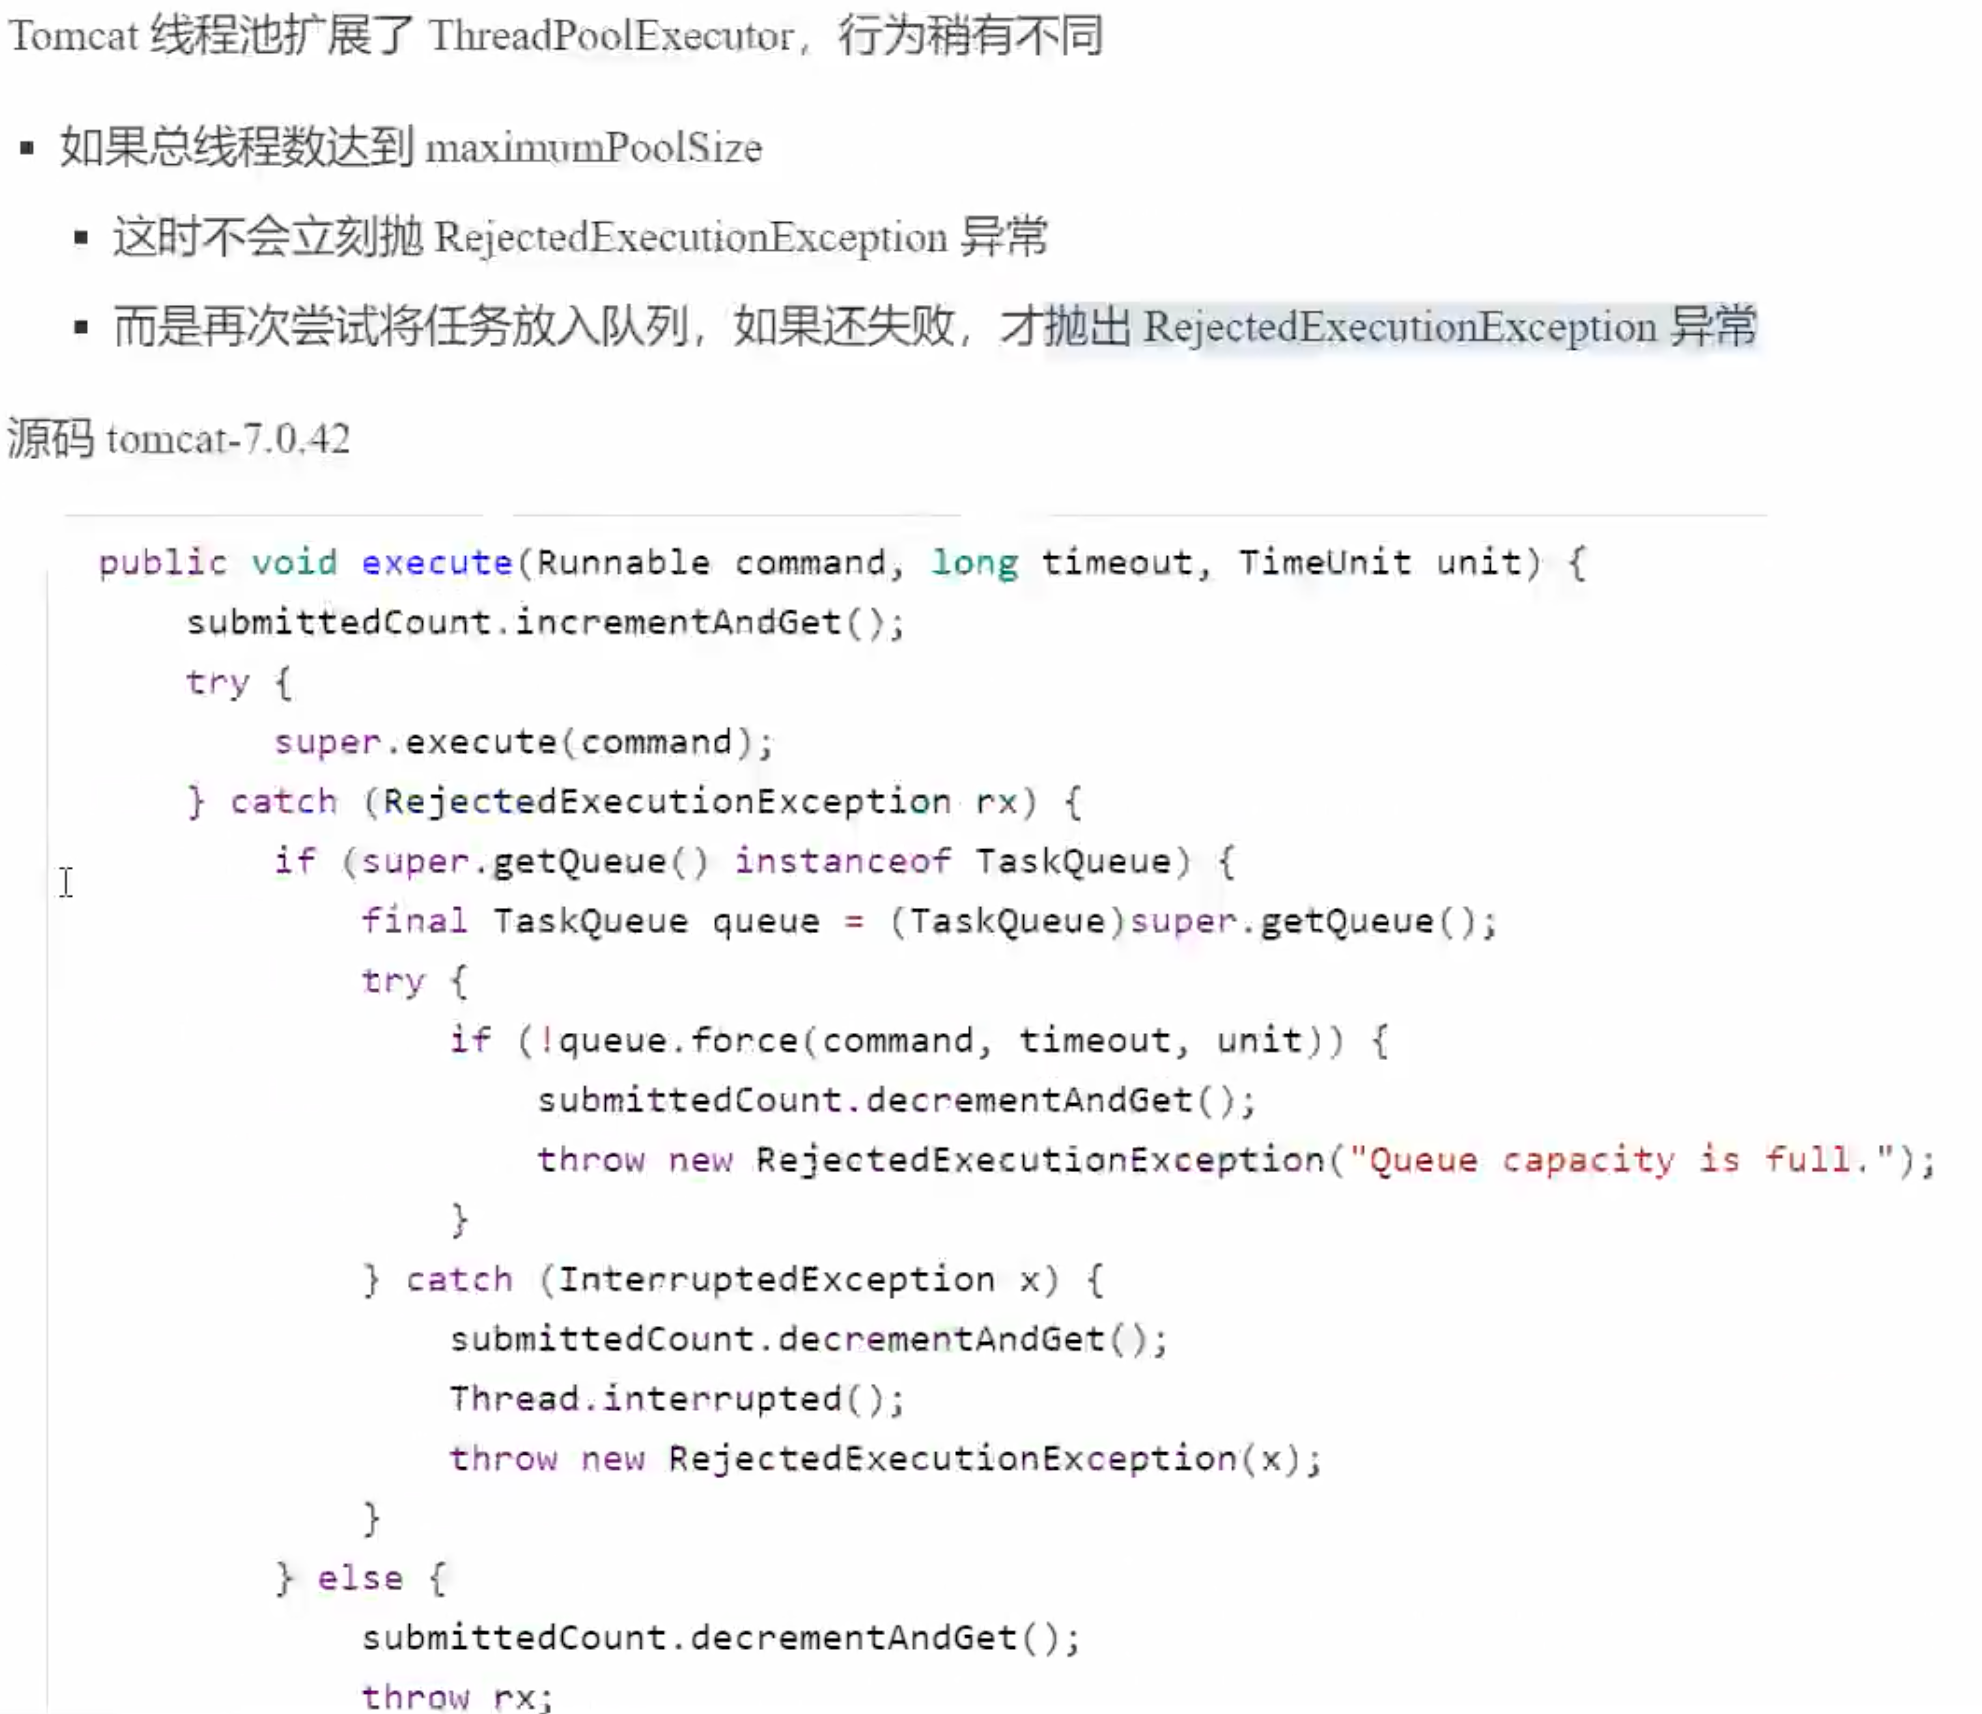 Tomcat 线程池扩展了 ThreadPoolExecutor，行为稍有不同
▪ 如果总线程数达到 maximumPoolSize
▪ 这时不会立刻抛 RejectedExecutionException 异常
▪ 而是再次尝试将任务放入队列，如果还失败，才抛出 RejectedExecutionException 异常
源码 tomcat-7.0.42
public void execute(Runnable command, long timeout, TimeUnit unit) {
    submittedCount.incrementAndGet();
    try {
        super.execute(command);
    } catch (RejectedExecutionException rx) {
        if (super.getQueue() instanceof TaskQueue) {
            final TaskQueue queue = (TaskQueue)super.getQueue();
            try {
                if (!queue.force(command, timeout, unit)) {
                    submittedCount.decrementAndGet();
                    throw new RejectedExecutionException("Queue capacity is full.");
                }
            } catch (InterruptedException x) {
                submittedCount.decrementAndGet();
                Thread.interrupted();
                throw new RejectedExecutionException(x);
            }
        } else {
            submittedCount.decrementAndGet();
            throw rx;